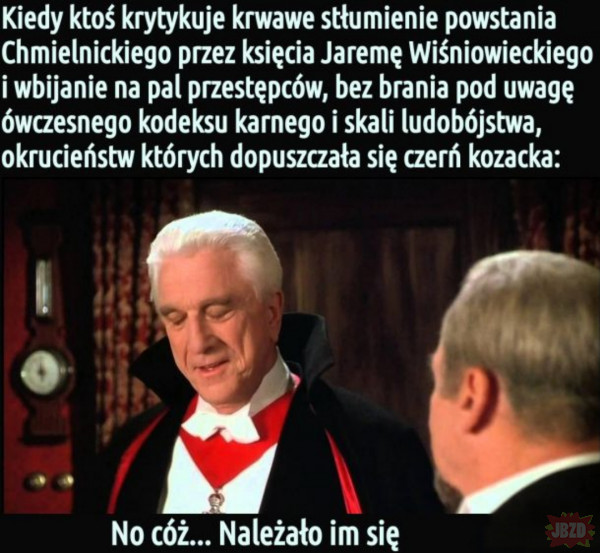 Kiedy ktoś krytykuje krwawe stłumienie powstania
Chmielnickiego przez księcia Jaremę Wiśniowieckiego
i wbijanie na pal przestępców, bez brania pod uwagę
ówczesnego kodeksu karnego i skali ludobójstwa,
okrucieństw których dopuszczała się czerń kozacka:
No cóż... Należało im się
JBZD